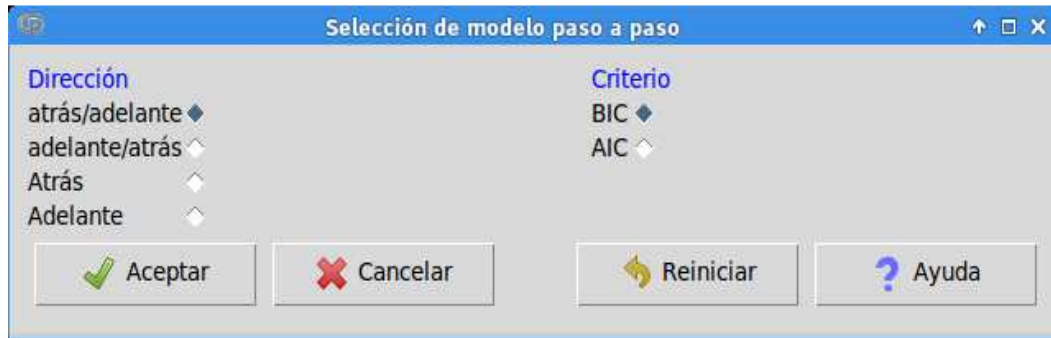 Selección de modelo paso a paso
Dirección
atrás/adelante
adelante/atrás
Atrás
Adelante
Criterio
BIC
AIC
Aceptar
Cancelar
Reiniciar
Ayuda